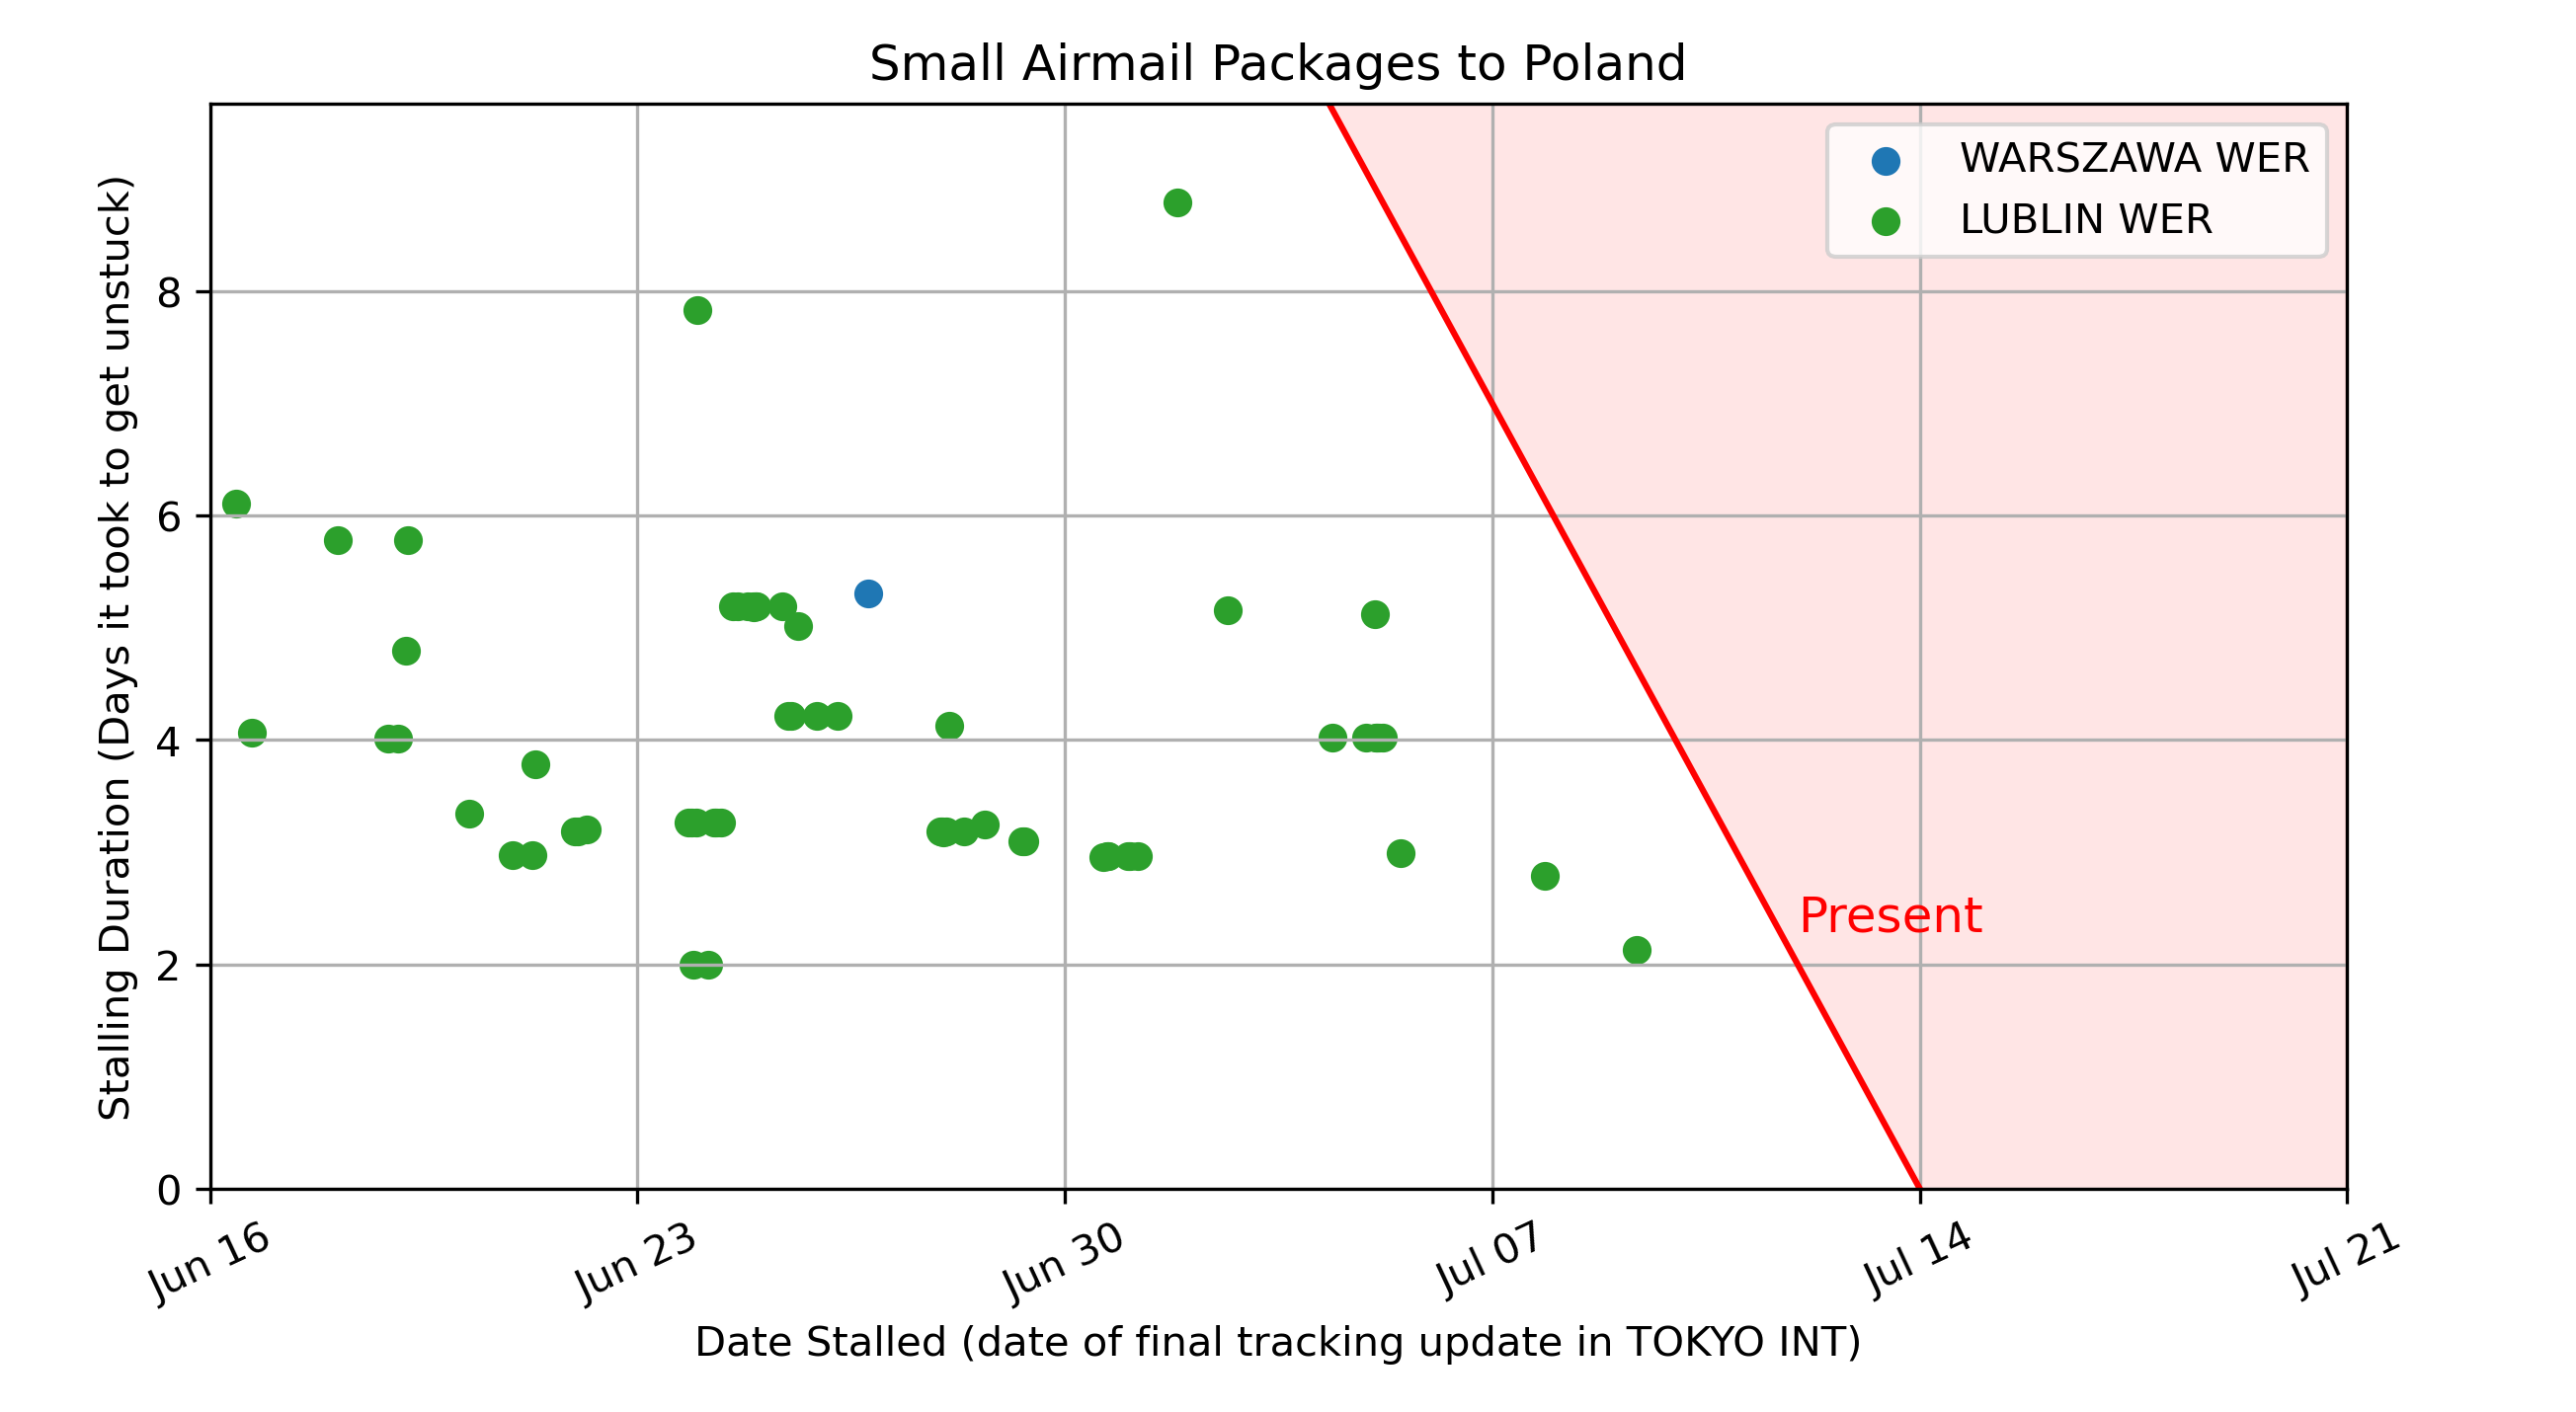 Small Airmail Packages to Poland
WARSZAWA WER
LUBLIN WER
Stalling Duration (Days it took to get unstuck)
8
6
4
2
0
Present
Jun 16
Jun 23
Jun 30
Jul 07
Jul 14
Jul 21
Date Stalled (date of final tracking update in TOKYO INT)